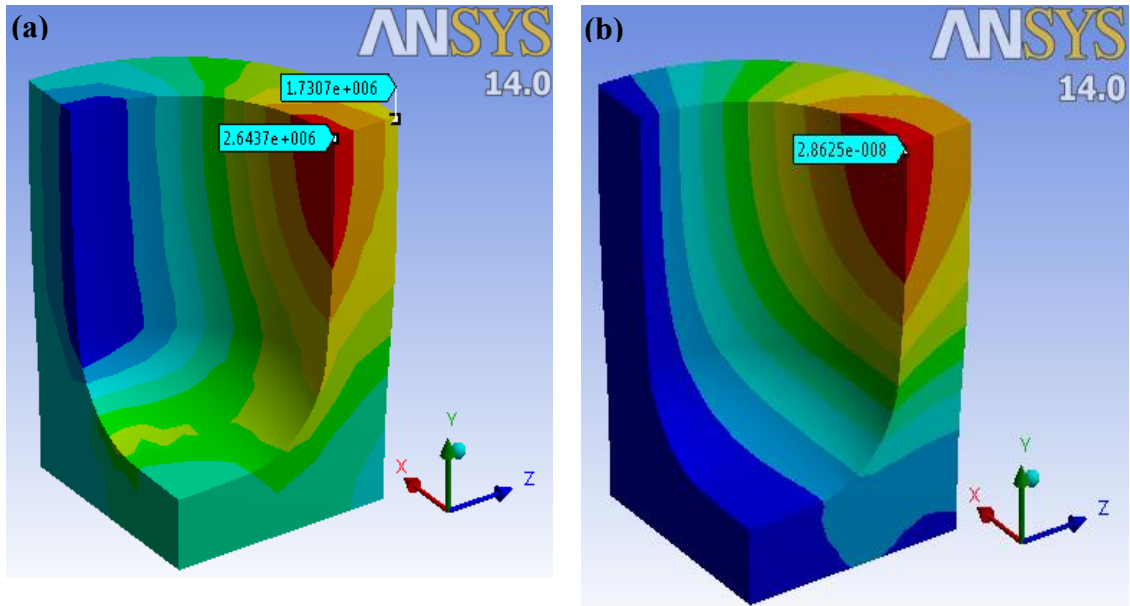 (a)
ANSYS
14.0
1.7307e+006
2.6437e+006
Y
X
Z
(b)
ANSYS
14.0
2.8625e-008
Y
X
Z